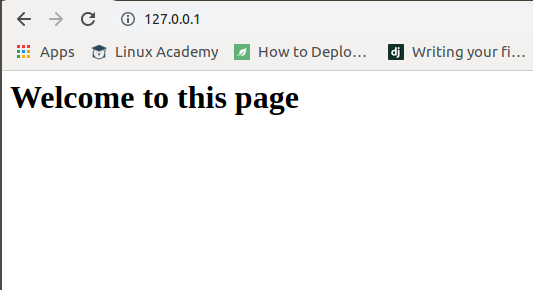 127.0.0.1
Apps Linux Academy How to Deplo… dj Writing your fi…
Welcome to this page